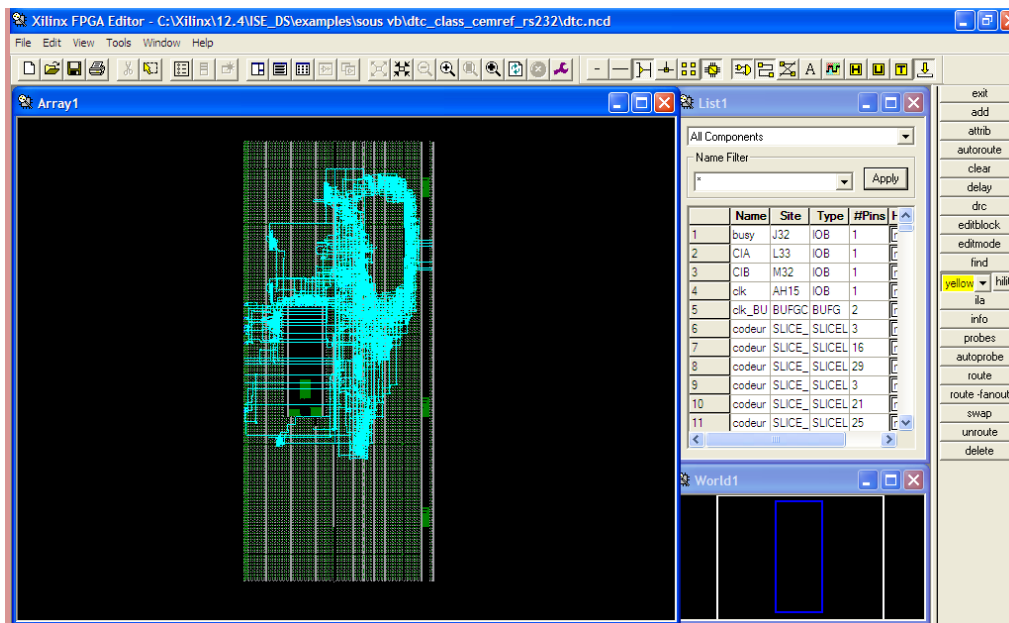 Xilinx FPGA Editor - C:\Xilinx\12.4\ISE_DS\examples\sous vb\dtc_class_cemref_rs232\dtc.ncd
File Edit View Tools Window Help
A
Array1
List1
All Components
Name Filter
*
Apply
Name Site Type #Pins
1 busy J32 IOB 1
2 CIA L33 IOB 1
3 CIB M32 IOB 1
4 clk AH15 IOB 1
5 clk_BU BUFGC BUFG 2
6 codeur SLICE_ SLICEL 3
7 codeur SLICE_ SLICEL 16
8 codeur SLICE_ SLICEL 29
9 codeur SLICE_ SLICEL 3
10 codeur SLICE_ SLICEL 21
11 codeur SLICE_ SLICEL 25
World1
exit
add
attrib
autoroute
clear
delay
drc
editblock
editmode
find
yellow hili
ila
info
probes
autoprobe
route
route -fanout
swap
unroute
delete